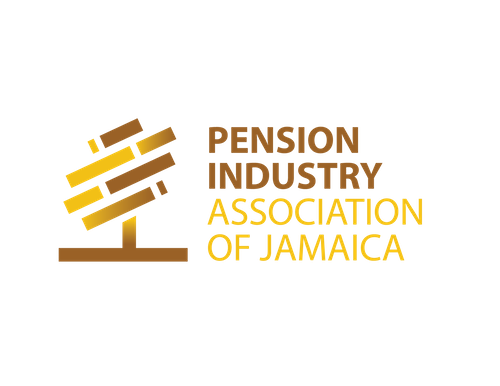 PENSION
INDUSTRY
ASSOCIATION
OF JAMAICA